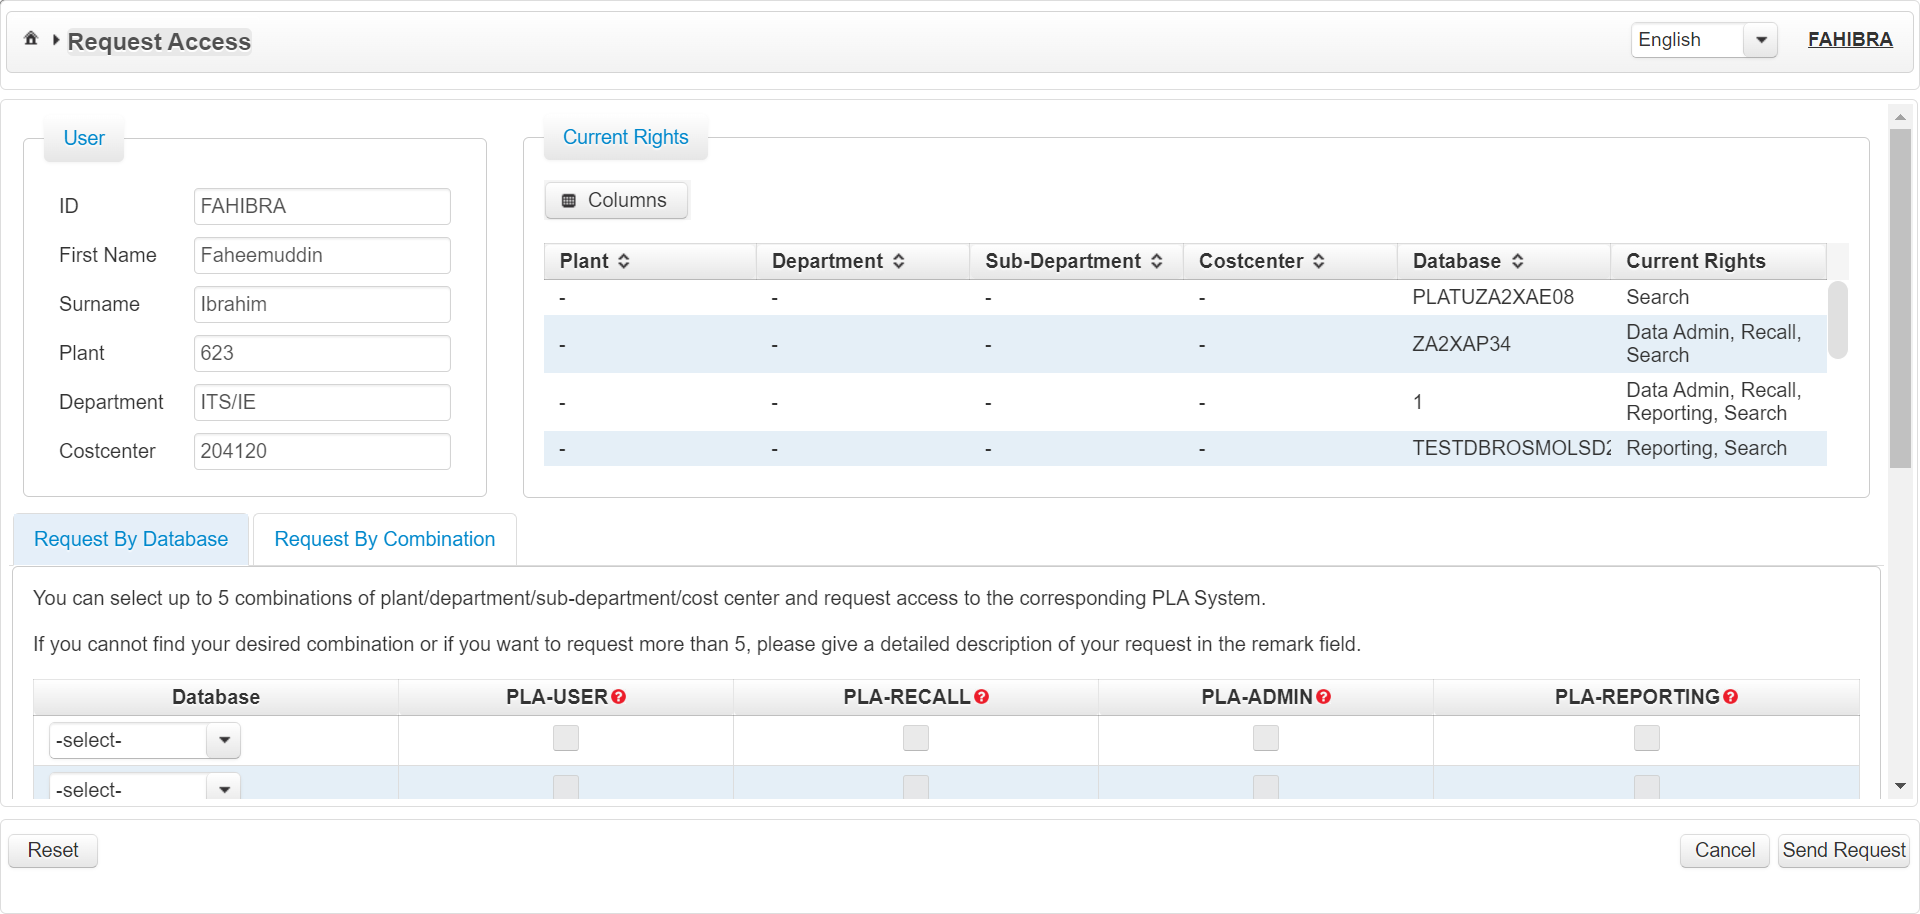 Request Access
English
FAHIBRA
User
ID FAHIBRA
First Name Faheemuddin
Surname Ibrahim
Plant 623
Department ITS/IE
Costcenter 204120
Current Rights
Columns
Plant Department Sub-Department Costcenter Database Current Rights
- - - - PLATUZA2XAE08 Search
- - - - ZA2XAP34 Data Admin, Recall,
Search
- - - - 1 Data Admin, Recall,
Reporting, Search
- - - - TESTDBROSMOLSD2 Reporting, Search
Request By Database Request By Combination
You can select up to 5 combinations of plant/department/sub-department/cost center and request access to the corresponding PLA System.
If you cannot find your desired combination or if you want to request more than 5, please give a detailed description of your request in the remark field.
Database PLA-USER? PLA-RECALL? PLA-ADMIN? PLA-REPORTING?
-select-
-select-
Reset Cancel Send Request